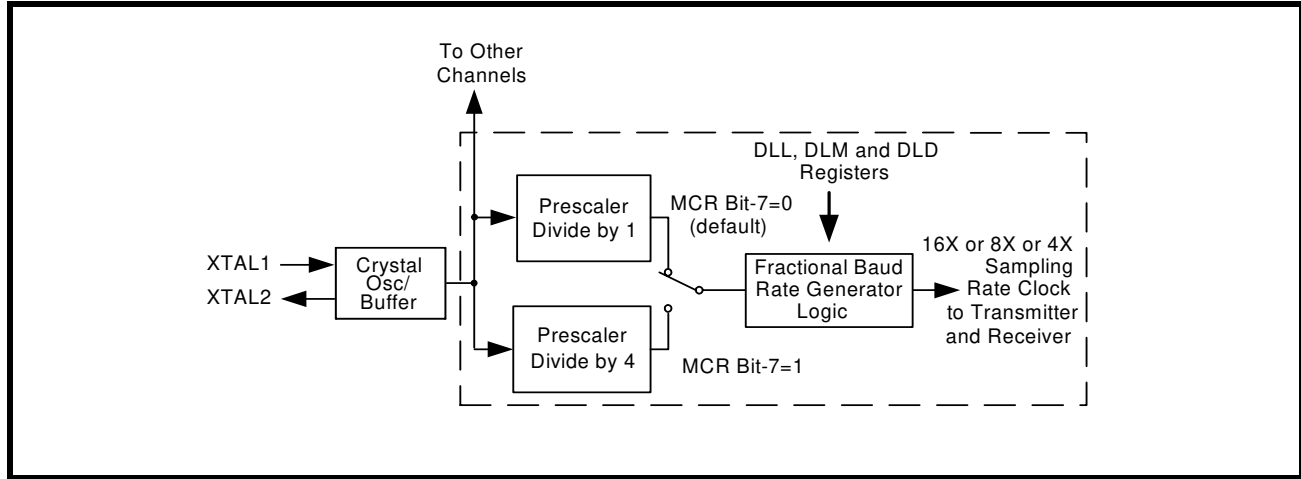 To Other
Channels
DLL, DLM and DLD
Registers
Prescaler
Divide by 1
MCR Bit-7=0
(default)
XTAL1
XTAL2
Crystal
Osc/
Buffer
Fractional Baud
Rate Generator
Logic
16X or 8X or 4X
Sampling
Rate Clock
to Transmitter
and Receiver
Prescaler
Divide by 4
MCR Bit-7=1